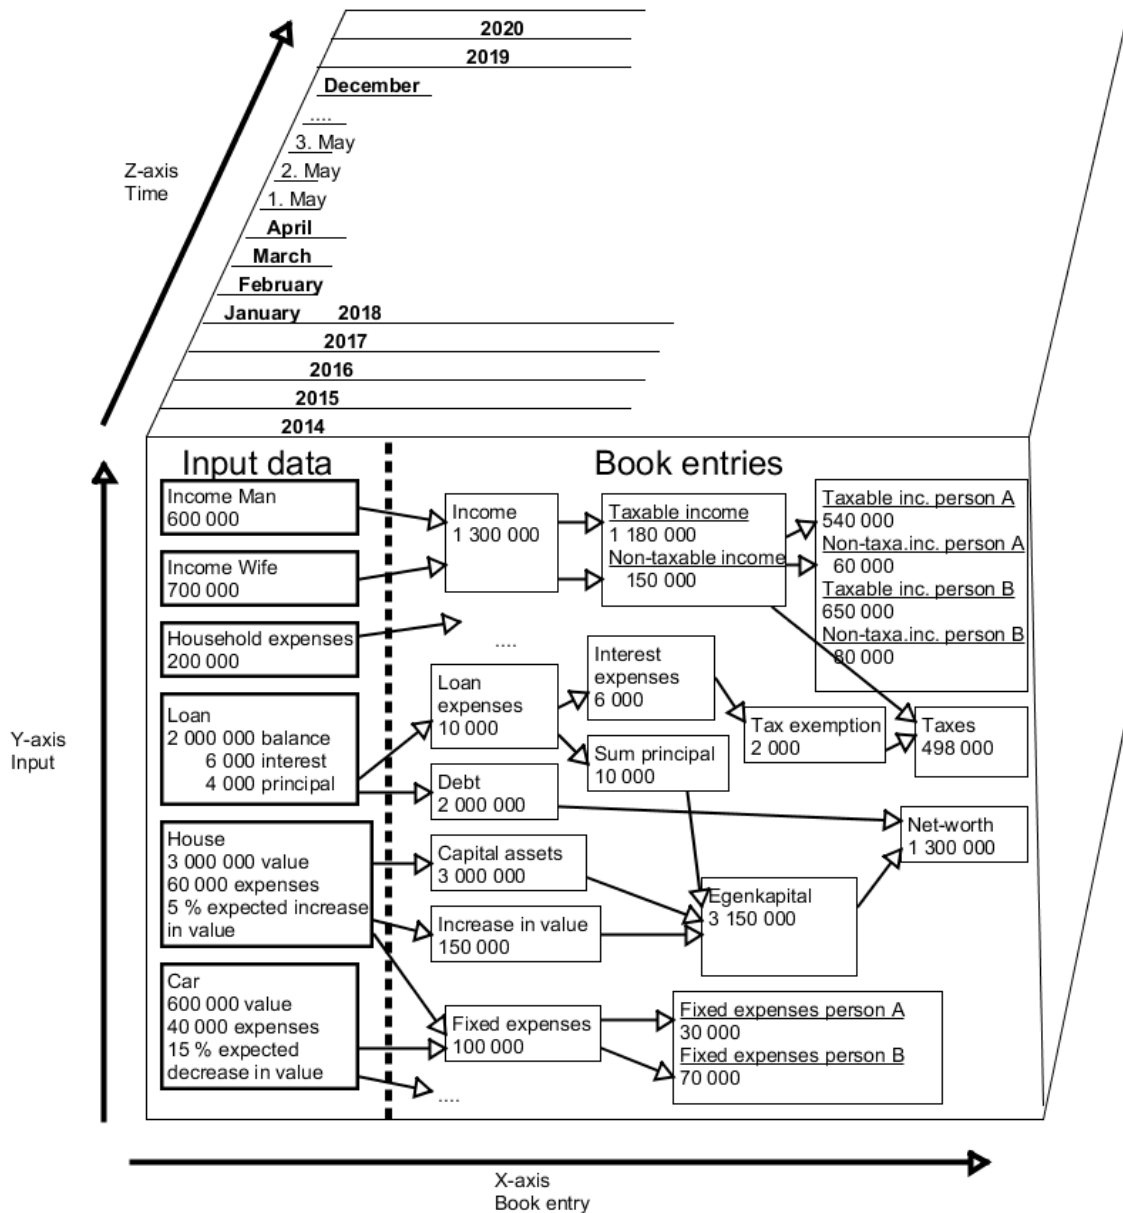 2020
2019
December
....
3. May
2. May
1. May
April
March
February
January 2018
2017
2016
2015
2014
Z-axis
Time
Y-axis
Input
X-axis
Book entry
Input data
Book entries
Income Man
600 000
Income Wife
700 000
Household expenses
200 000
Loan
2 000 000 balance
6 000 interest
4 000 principal
House
3 000 000 value
60 000 expenses
5 % expected increase
in value
Car
600 000 value
40 000 expenses
15 % expected
decrease in value
Income
1 300 000
....
Loan
expenses
10 000
Debt
2 000 000
Capital assets
3 000 000
Increase in value
150 000
Fixed expenses
100 000
....
Taxable income
1 180 000
Non-taxable income
150 000
Interest
expenses
6 000
Sum principal
10 000
Tax exemption
2 000
Egenkapital
3 150 000
Fixed expenses person A
30 000
Fixed expenses person B
70 000
Taxable inc. person A
540 000
Non-taxa.inc. person A
60 000
Taxable inc. person B
650 000
Non-taxa.inc. person B
80 000
Taxes
498 000
Net-worth
1 300 000